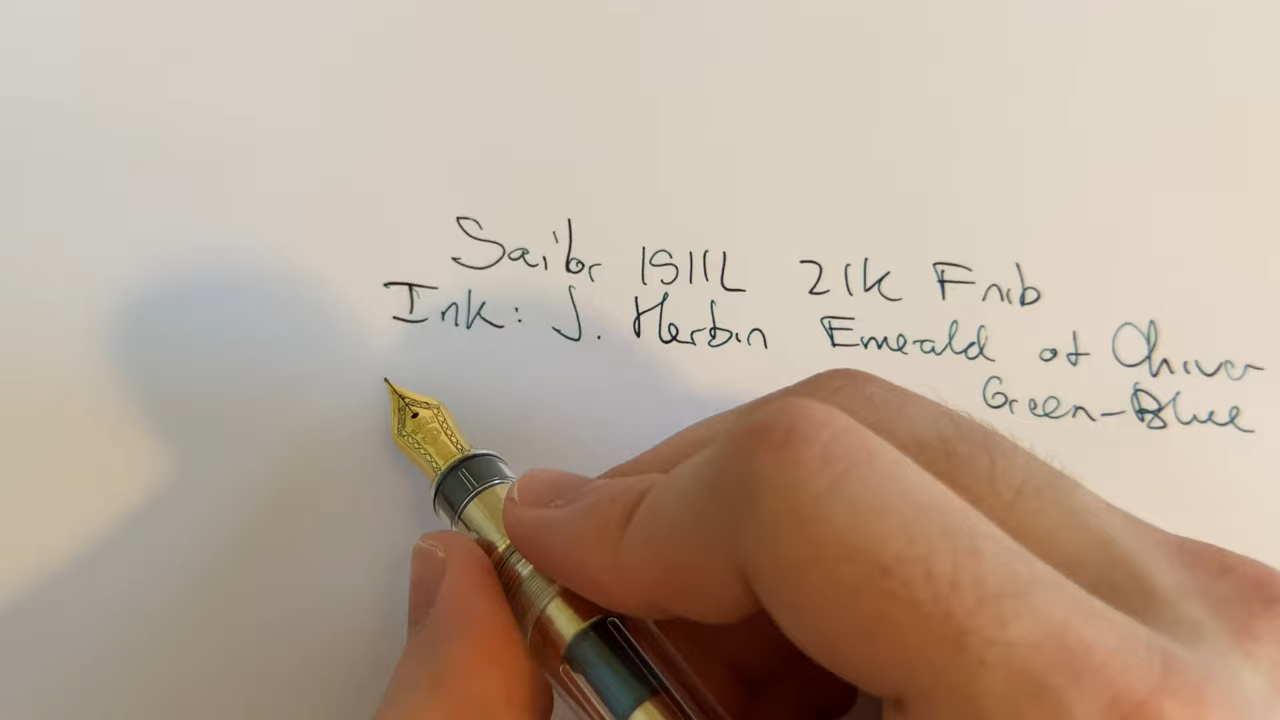 Sailor 1911L 21K F nib
Ink: J. Herbin Emerald of Chivor
Green-Blue